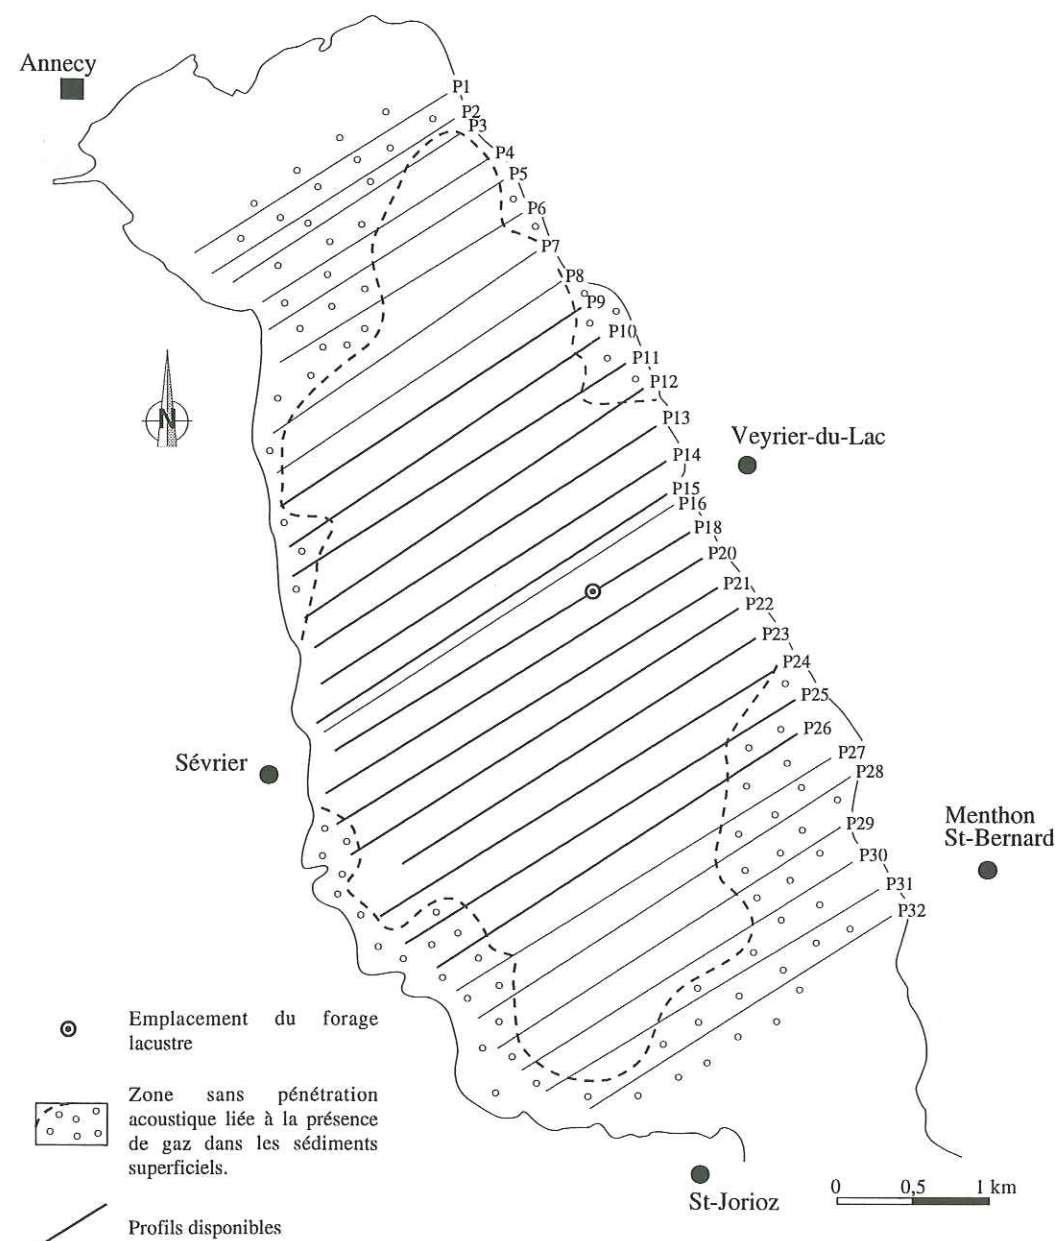 Annecy
P1
P2
P3
P4
P5
P6
P7
P8
P9
P10
P11
P12
P13
P14
P15
P16
P18
P20
P21
P22
P23
P24
P25
P26
P27
P28
P29
P30
P31
P32
N
Veyrier-du-Lac
Sévrier
Menthon
St-Bernard
Emplacement du forage
lacustre
Zone sans pénétration
acoustique liée à la présence
de gaz dans les sédiments
superficiels.
Profils disponibles
St-Jorioz
0 0,5 1 km